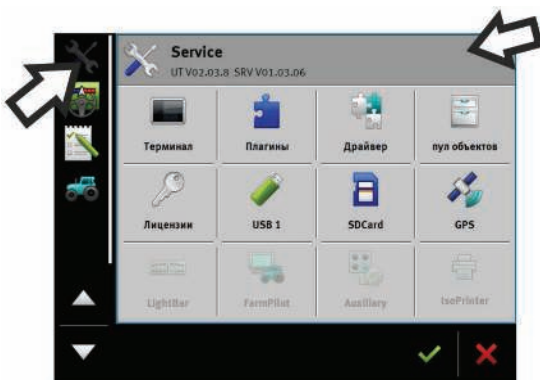 Service
UT V02.03.8 SRV V01.03.06
Терминал Плагины Драйвер пул объектов
Лицензии USB 1 SDCard GPS
LightBar FarmPilot Auxiliary IsoPrinter